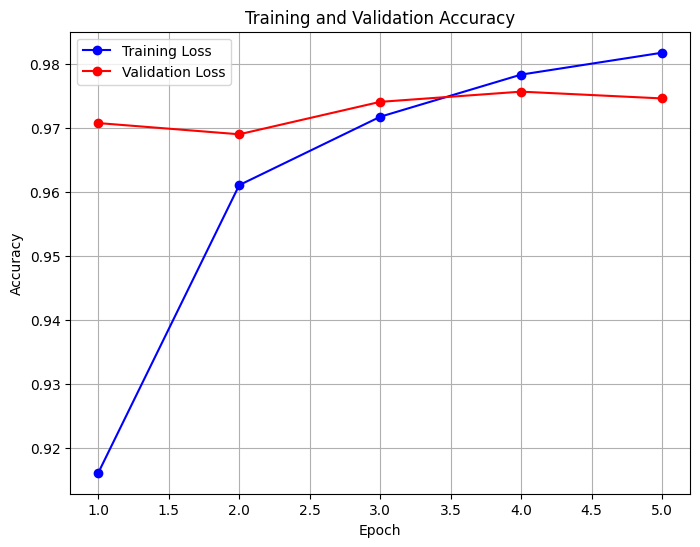 Training and Validation Accuracy
Training Loss
Validation Loss
Accuracy
0.98
0.97
0.96
0.95
0.94
0.93
0.92
1.0 1.5 2.0 2.5 3.0 3.5 4.0 4.5 5.0
Epoch